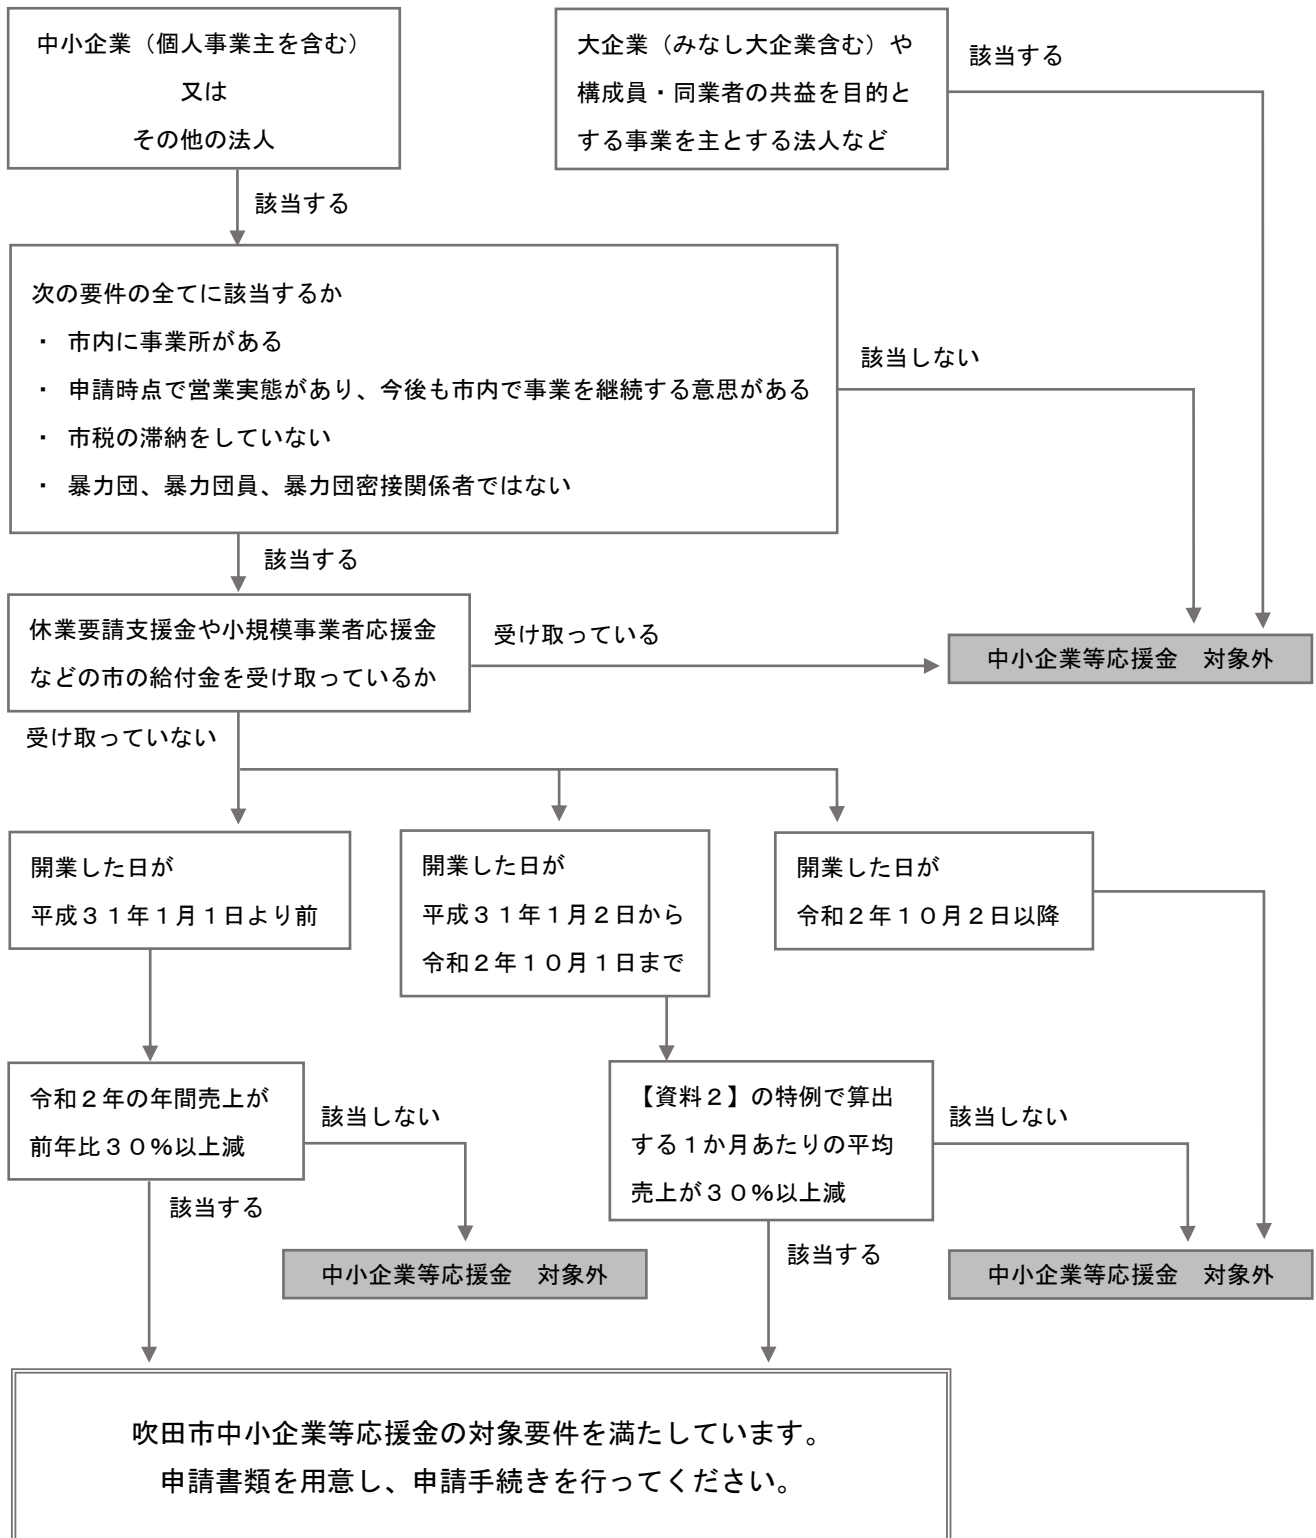 中小企業（個人事業主を含む）
又は
その他の法人
大企業（みなし大企業含む）や
構成員・同業者の共益を目的と
する事業を主とする法人など
該当する
該当する
次の要件の全てに該当するか
・ 市内に事業所がある
・ 申請時点で営業実態があり、今後も市内で事業を継続する意思がある
・ 市税の滞納をしていない
・ 暴力団、暴力団員、暴力団密接関係者ではない
該当しない
該当する
休業要請支援金や小規模事業者応援金
などの市の給付金を受け取っているか
受け取っている
中小企業等応援金　対象外
受け取っていない
開業した日が
平成３１年１月１日より前
開業した日が
平成３１年１月２日から
令和２年１０月１日まで
開業した日が
令和２年１０月２日以降
令和２年の年間売上が
前年比３０％以上減
該当しない
該当する
【資料２】の特例で算出
する１か月あたりの平均
売上が３０％以上減
該当しない
該当する
中小企業等応援金　対象外
中小企業等応援金　対象外
吹田市中小企業等応援金の対象要件を満たしています。
申請書類を用意し、申請手続きを行ってください。